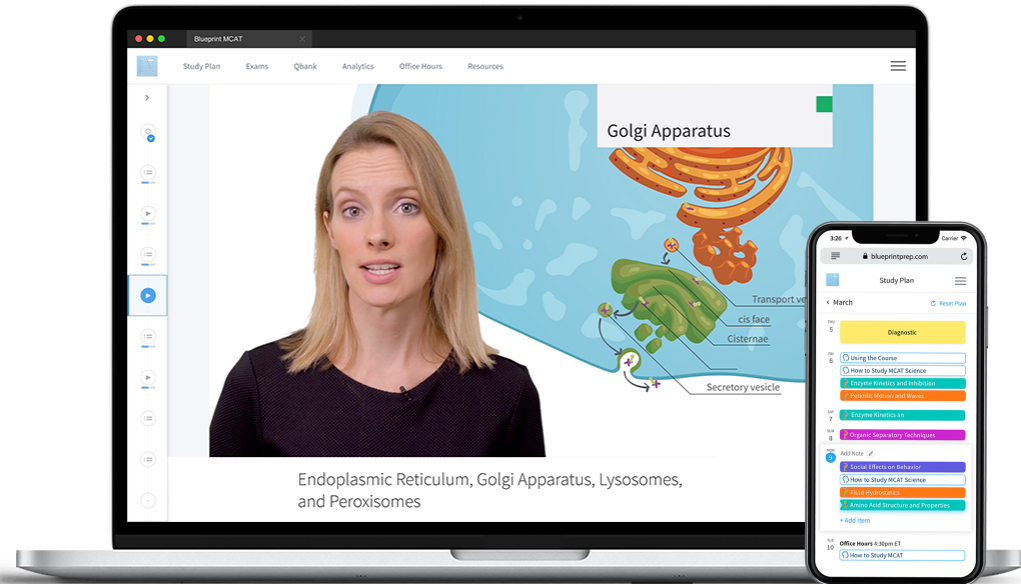 Blueprint MCAT
Study Plan Exams Qbank Analytics Office Hours Resources
Golgi Apparatus
Transport ve
cis face
Cisternae
Secretory vesicle
Endoplasmic Reticulum, Golgi Apparatus, Lysosomes,
and Peroxisomes
3:26 Carrier
blueprintprep.com
Study Plan
March Reset Plan
THU
5
Diagnostic
FRI
6
Using the Course
How to Study MCAT Science
Enzyme Kinetics and Inhibition
Periodic Motion and Waves
SAT
7
Enzyme Kinetics an
SUN
8
Organic Separatory Techniques
MON
9
Add Note
Social Effects on Behavior
How to Study MCAT Science
Fluid Hydrostatics
Amino Acid Structure and Properties
+ Add Item
TUE
10
Office Hours 4:30pm ET
How to Study MCAT